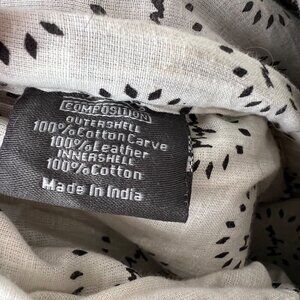 COMPOSITION
OUTERSHELL
100%Cotton Carve
100%Leather
INNERSHELL
100%Cotton
Made In India